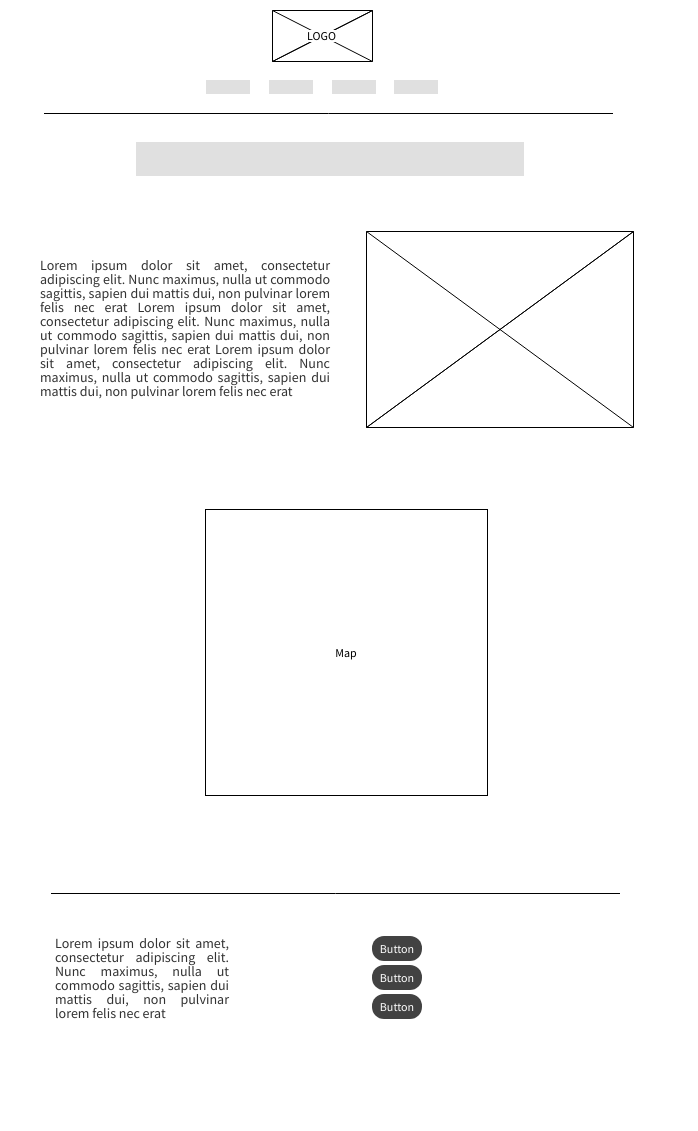 LOGO
Lorem ipsum dolor sit amet, consectetur
adipiscing elit. Nunc maximus, nulla ut commodo
sagittis, sapien dui mattis dui, non pulvinar lorem
felis nec erat Lorem ipsum dolor sit amet,
consectetur adipiscing elit. Nunc maximus, nulla
ut commodo sagittis, sapien dui mattis dui, non
pulvinar lorem felis nec erat Lorem ipsum dolor
sit amet, consectetur adipiscing elit. Nunc
maximus, nulla ut commodo sagittis, sapien dui
mattis dui, non pulvinar lorem felis nec erat
Map
Lorem ipsum dolor sit amet,
consectetur adipiscing elit.
Nunc maximus, nulla ut
commodo sagittis, sapien dui
mattis dui, non pulvinar
lorem felis nec erat
Button
Button
Button